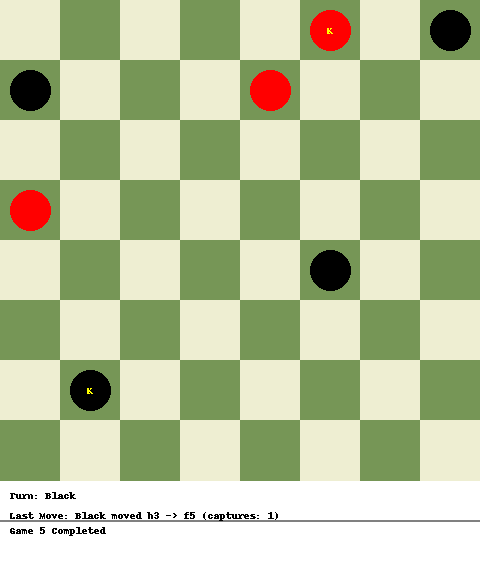 K
K
Turn: Black
Last Move: Black moved h3 -> f5 (captures: 1)
Game 5 Completed